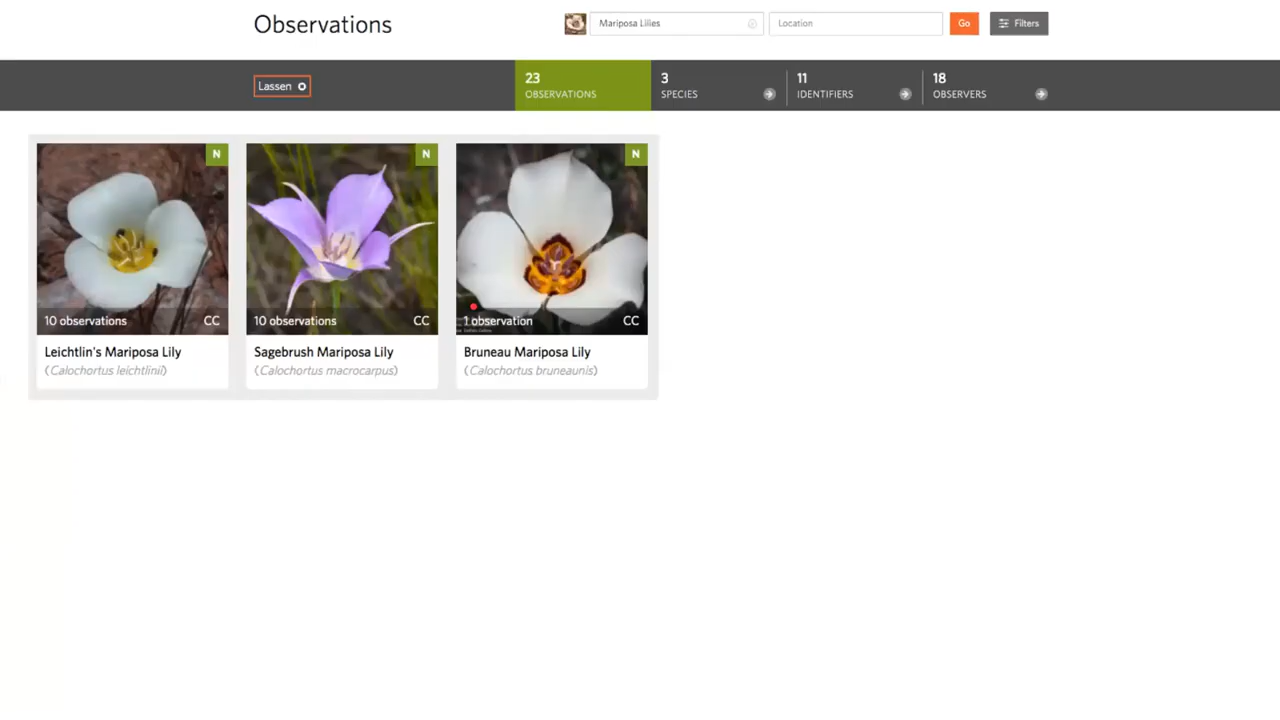 Observations
Mariposa Lilies
Location
Go
Filters
Lassen
23
OBSERVATIONS
3
SPECIES
11
IDENTIFIERS
18
OBSERVERS
N
N
N
10 observations CC
10 observations CC
1 observation CC
Leichtlin's Mariposa Lily
(Calochortus leichtlinii)
Sagebrush Mariposa Lily
(Calochortus macrocarpus)
Bruneau Mariposa Lily
(Calochortus bruneaunis)